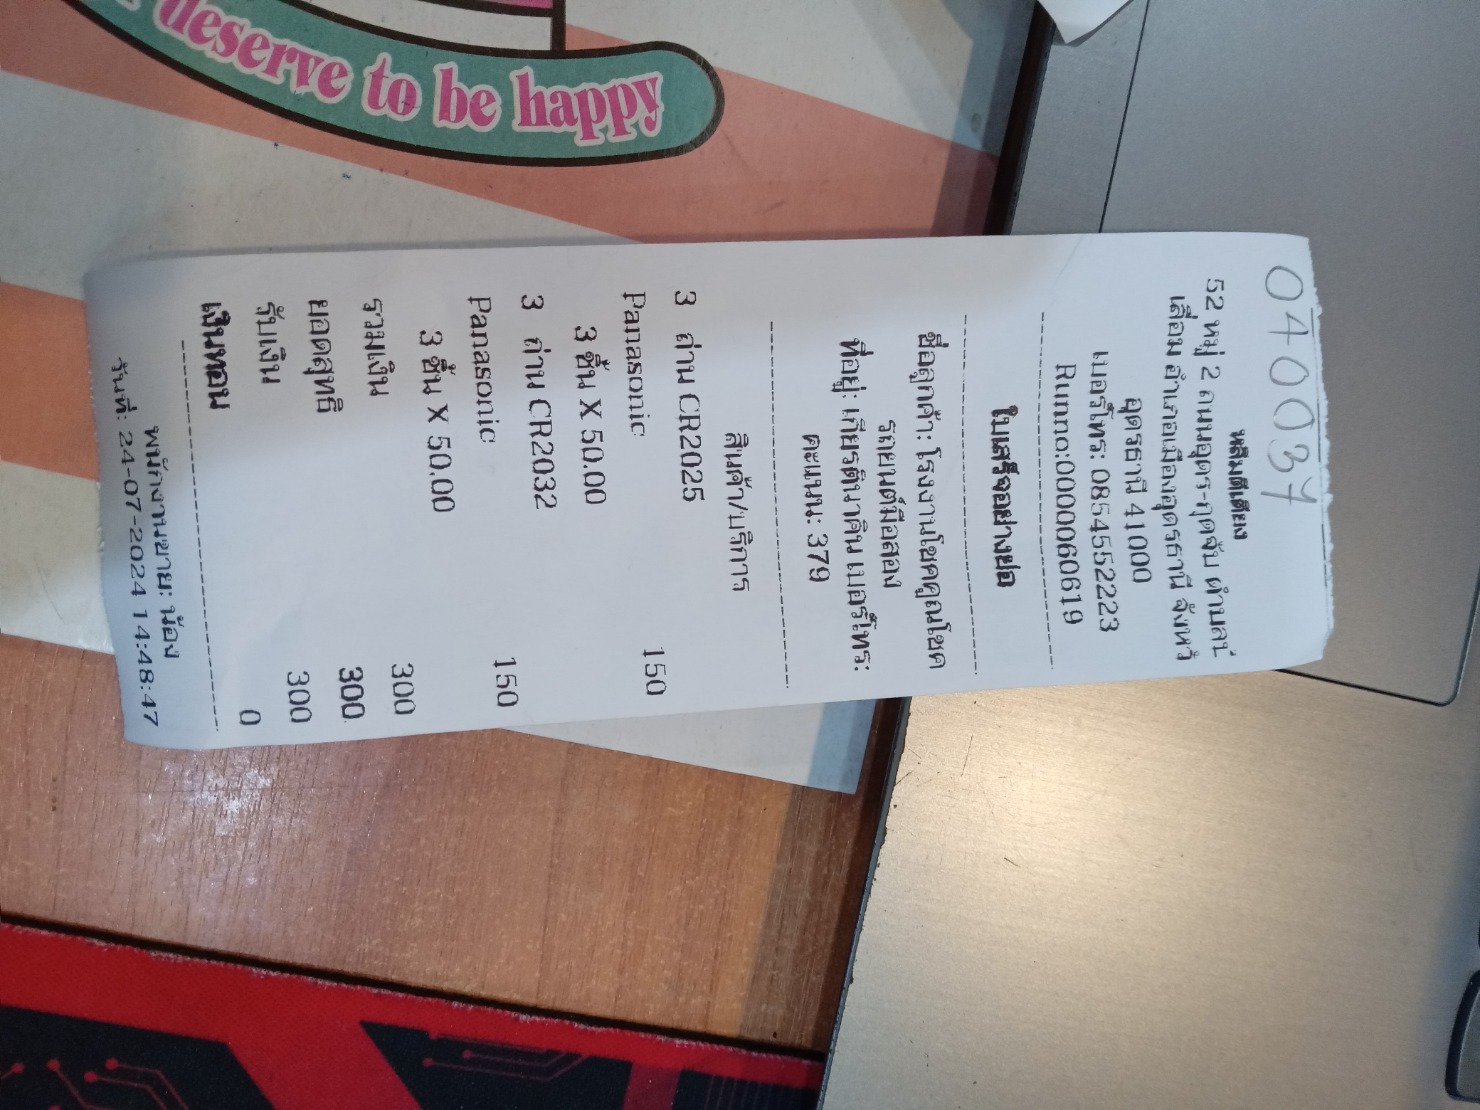 deserve to be happy
040037
หลิมดีเดียง
52 หมู่ 2 ถนนอุดร-กุดจับ ตำบลบ้
เลื่อม อำเภอเมืองอุดรธานี จังหวั
อุดรธานี 41000
เบอร์โทร: 0854552223
Runno:0000060619
ใบเสร็จอย่างย่อ
ชื่อลูกค้า: โรงงานโชคคูณโชค
รถยนต์มือสอง
ที่อยู่: เกียรตินาคิน เบอร์โทร:
คะแนน: 379
สินค้า/บริการ
3 ถ่าน CR2025
Panasonic 150
3 ชิ้น X 50.00
3 ถ่าน CR2032
Panasonic 150
3 ชิ้น X 50.00
รวมเงิน 300
ยอดสุทธิ 300
รับเงิน 300
เงินทอน 0
พนักงานขาย: น้อง
วันที่: 24-07-2024 14:48:47